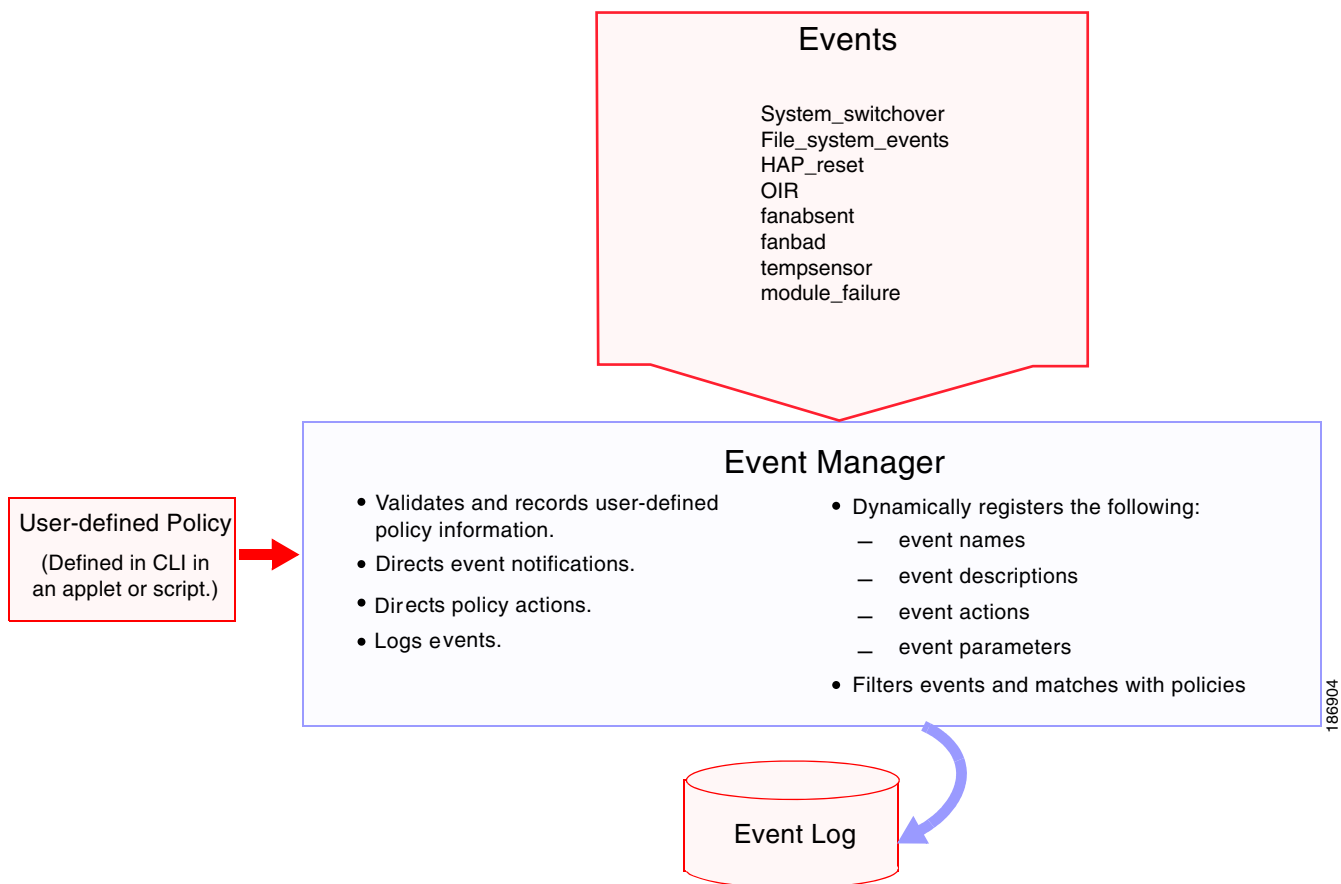 Events
System_switchover
File_system_events
HAP_reset
OIR
fanabsent
fanbad
tempsensor
module_failure
Event Manager
User-defined Policy
(Defined in CLI in
an applet or script.)
• Validates and records user-defined
policy information.
• Directs event notifications.
• Directs policy actions.
• Logs events.
• Dynamically registers the following:
– event names
– event descriptions
– event actions
– event parameters
• Filters events and matches with policies
186904
Event Log